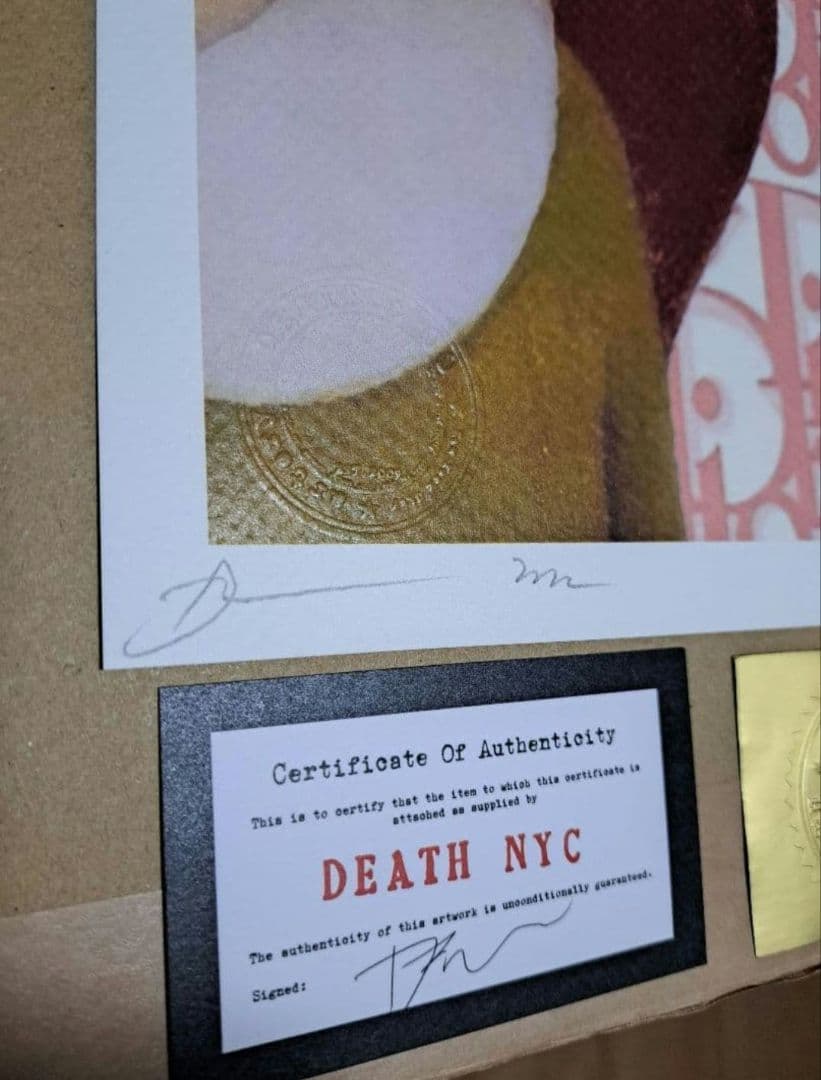 Certificate Of Authenticity
This is to certify that the item to which this certificate is
attached as supplied by
DEATH NYC
The authenticity of this artwork is unconditionally guaranteed.
Signed: